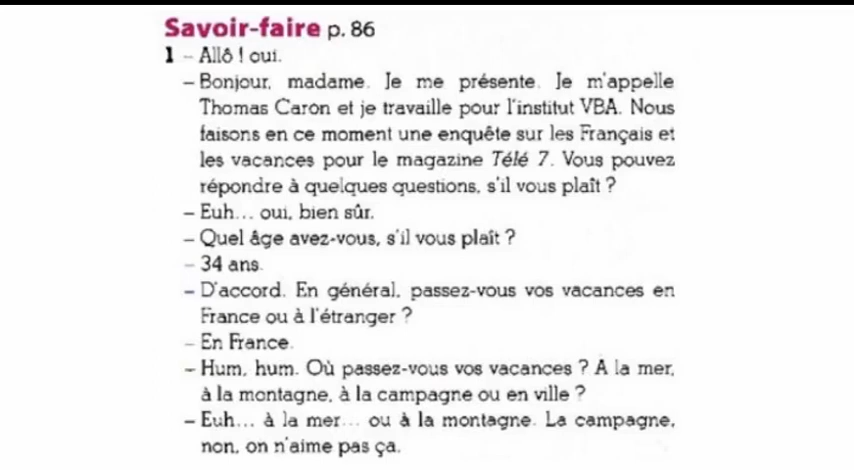 Savoir-faire p. 86
1 – Allô ! oui.
– Bonjour, madame. Je me présente. Je m'appelle
Thomas Caron et je travaille pour l'institut VBA. Nous
faisons en ce moment une enquête sur les Français et
les vacances pour le magazine Télé 7. Vous pouvez
répondre à quelques questions, s'il vous plaît ?
– Euh... oui, bien sûr.
– Quel âge avez-vous, s'il vous plaît ?
– 34 ans.
– D'accord. En général, passez-vous vos vacances en
France ou à l'étranger ?
– En France.
– Hum, hum. Où passez-vous vos vacances ? A la mer,
à la montagne, à la campagne ou en ville ?
– Euh... à la mer... ou à la montagne. La campagne,
non, on n'aime pas ça.